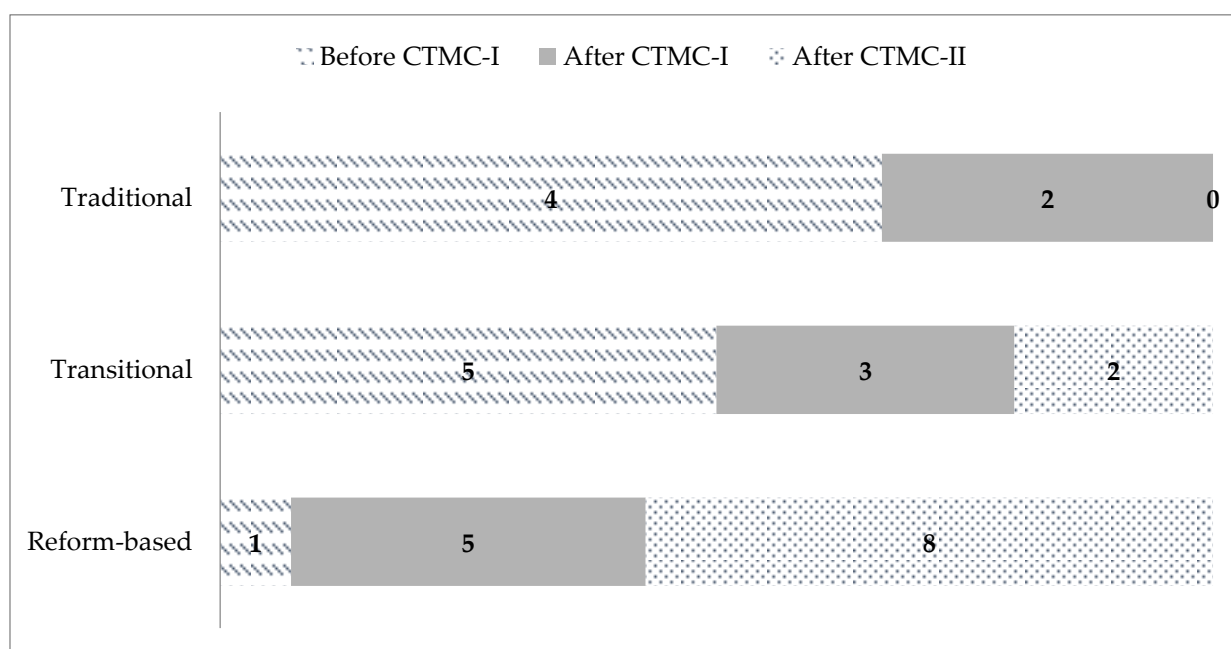 Before CTMC-I After CTMC-I After CTMC-II
Traditional 4 2 0
Transitional 5 3 2
Reform-based 1 5 8